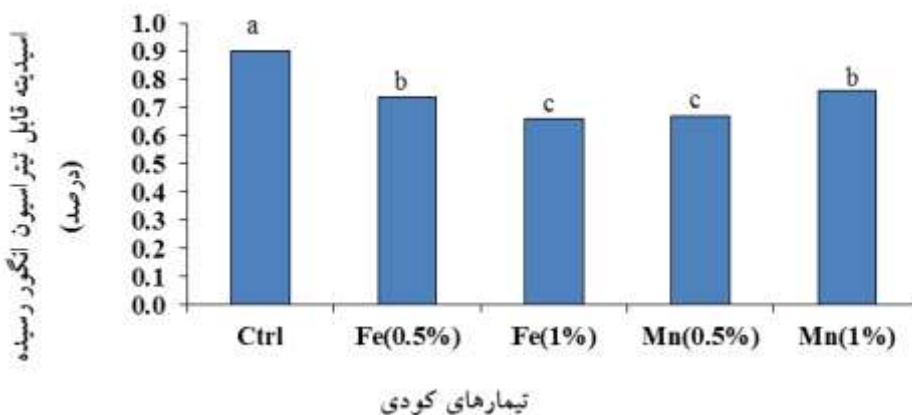 اسیدیته قابل تیتراسیون انگور رسیده
(درصد)
1.0
0.9
0.8
0.7
0.6
0.5
0.4
0.3
0.2
0.1
0.0
a
b
c
c
b
Ctrl
Fe(0.5%)
Fe(1%)
Mn(0.5%)
Mn(1%)
تیمارهای کودی